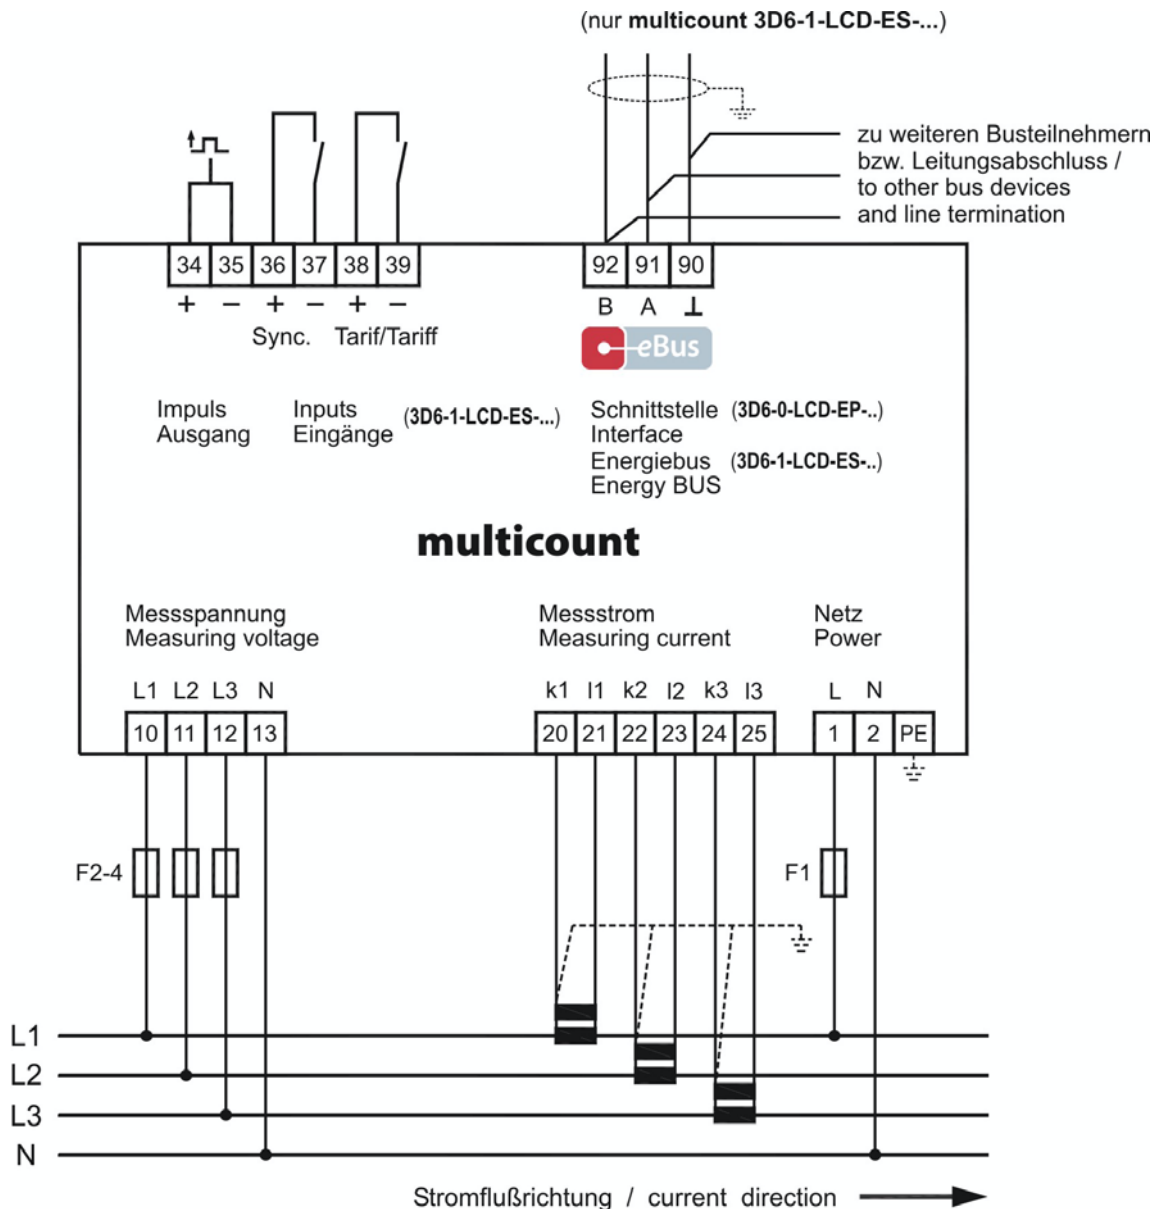 (nur multicount 3D6-1-LCD-ES-...)
zu weiteren Busteilnehmern
bzw. Leitungsabschluss /
to other bus devices
and line termination
34 35 36 37 38 39
92 91 90
+ – + – + –
B A ⊥
Sync. Tarif/Tariff
eBus
Impuls
Ausgang
Inputs
Eingänge
(3D6-1-LCD-ES-...)
Schnittstelle (3D6-0-LCD-EP-..)
Interface
Energiebus (3D6-1-LCD-ES-..)
Energy BUS
multicount
Messspannung
Measuring voltage
Messstrom
Measuring current
Netz
Power
L1 L2 L3 N
k1 l1 k2 l2 k3 l3
L N
10 11 12 13
20 21 22 23 24 25
1 2 PE
F2-4
F1
L1
L2
L3
N
Stromflußrichtung / current direction